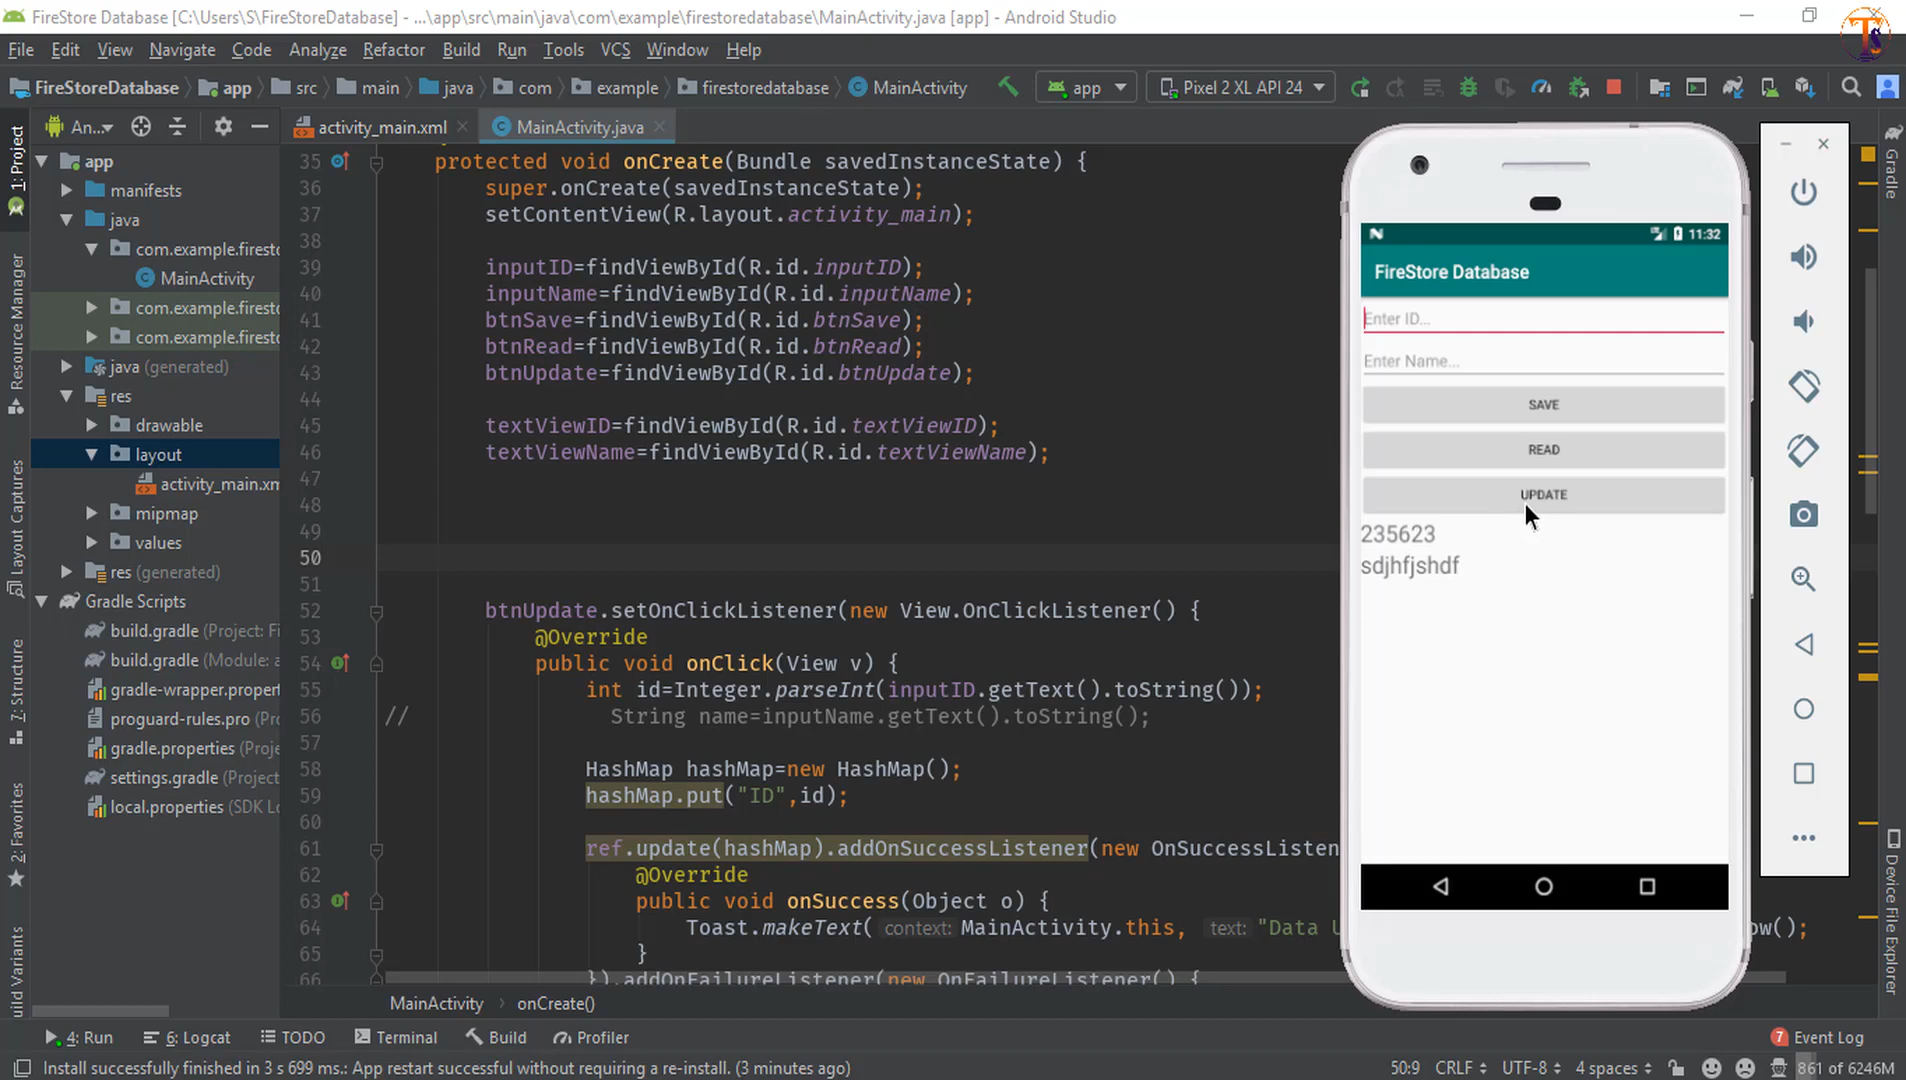 FireStore Database [C:\Users\S\FireStoreDatabase] - ...\app\src\main\java\com\example\firestoredatabase\MainActivity.java [app] - Android Studio
File Edit View Navigate Code Analyze Refactor Build Run Tools VCS Window Help
FireStoreDatabase app src main java com example firestoredatabase MainActivity app Pixel 2 XL API 24
An... activity_main.xml MainActivity.java
1: Project
Resource Manager
Layout Captures
7: Structure
2: Favorites
uild Variants
app
manifests
java
com.example.firesto
MainActivity
com.example.firesto
com.example.firesto
java (generated)
res
drawable
layout
activity_main.xm
mipmap
values
res (generated)
Gradle Scripts
build.gradle (Project: Fi
build.gradle (Module: a
gradle-wrapper.propert
proguard-rules.pro (Pro
gradle.properties (Proje
settings.gradle (Project
local.properties (SDK Lo
35 protected void onCreate(Bundle savedInstanceState) {
36 super.onCreate(savedInstanceState);
37 setContentView(R.layout.activity_main);
38
39 inputID=findViewById(R.id.inputID);
40 inputName=findViewById(R.id.inputName);
41 btnSave=findViewById(R.id.btnSave);
42 btnRead=findViewById(R.id.btnRead);
43 btnUpdate=findViewById(R.id.btnUpdate);
44
45 textViewID=findViewById(R.id.textViewID);
46 textViewName=findViewById(R.id.textViewName);
47
48
49
50
51
52 btnUpdate.setOnClickListener(new View.OnClickListener() {
53 @Override
54 public void onClick(View v) {
55 int id=Integer.parseInt(inputID.getText().toString());
56 // String name=inputName.getText().toString();
57
58 HashMap hashMap=new HashMap();
59 hashMap.put("ID",id);
60
61 ref.update(hashMap).addOnSuccessListener(new OnSuccessListen
62 @Override
63 public void onSuccess(Object o) {
64 Toast.makeText( context: MainActivity.this, text: "Data U ow();
65 }
66 }).addOnFailureListener(new OnFailureListener() {
MainActivity onCreate()
11:32
FireStore Database
Enter ID...
Enter Name...
SAVE
READ
UPDATE
235623
sdjhfjshdf
Gradle
Device File Explorer
4: Run 6: Logcat TODO Terminal Build Profiler 7 Event Log
Install successfully finished in 3 s 699 ms.: App restart successful without requiring a re-install. (3 minutes ago) 50:9 CRLF UTF-8 4 spaces 861 of 6246M